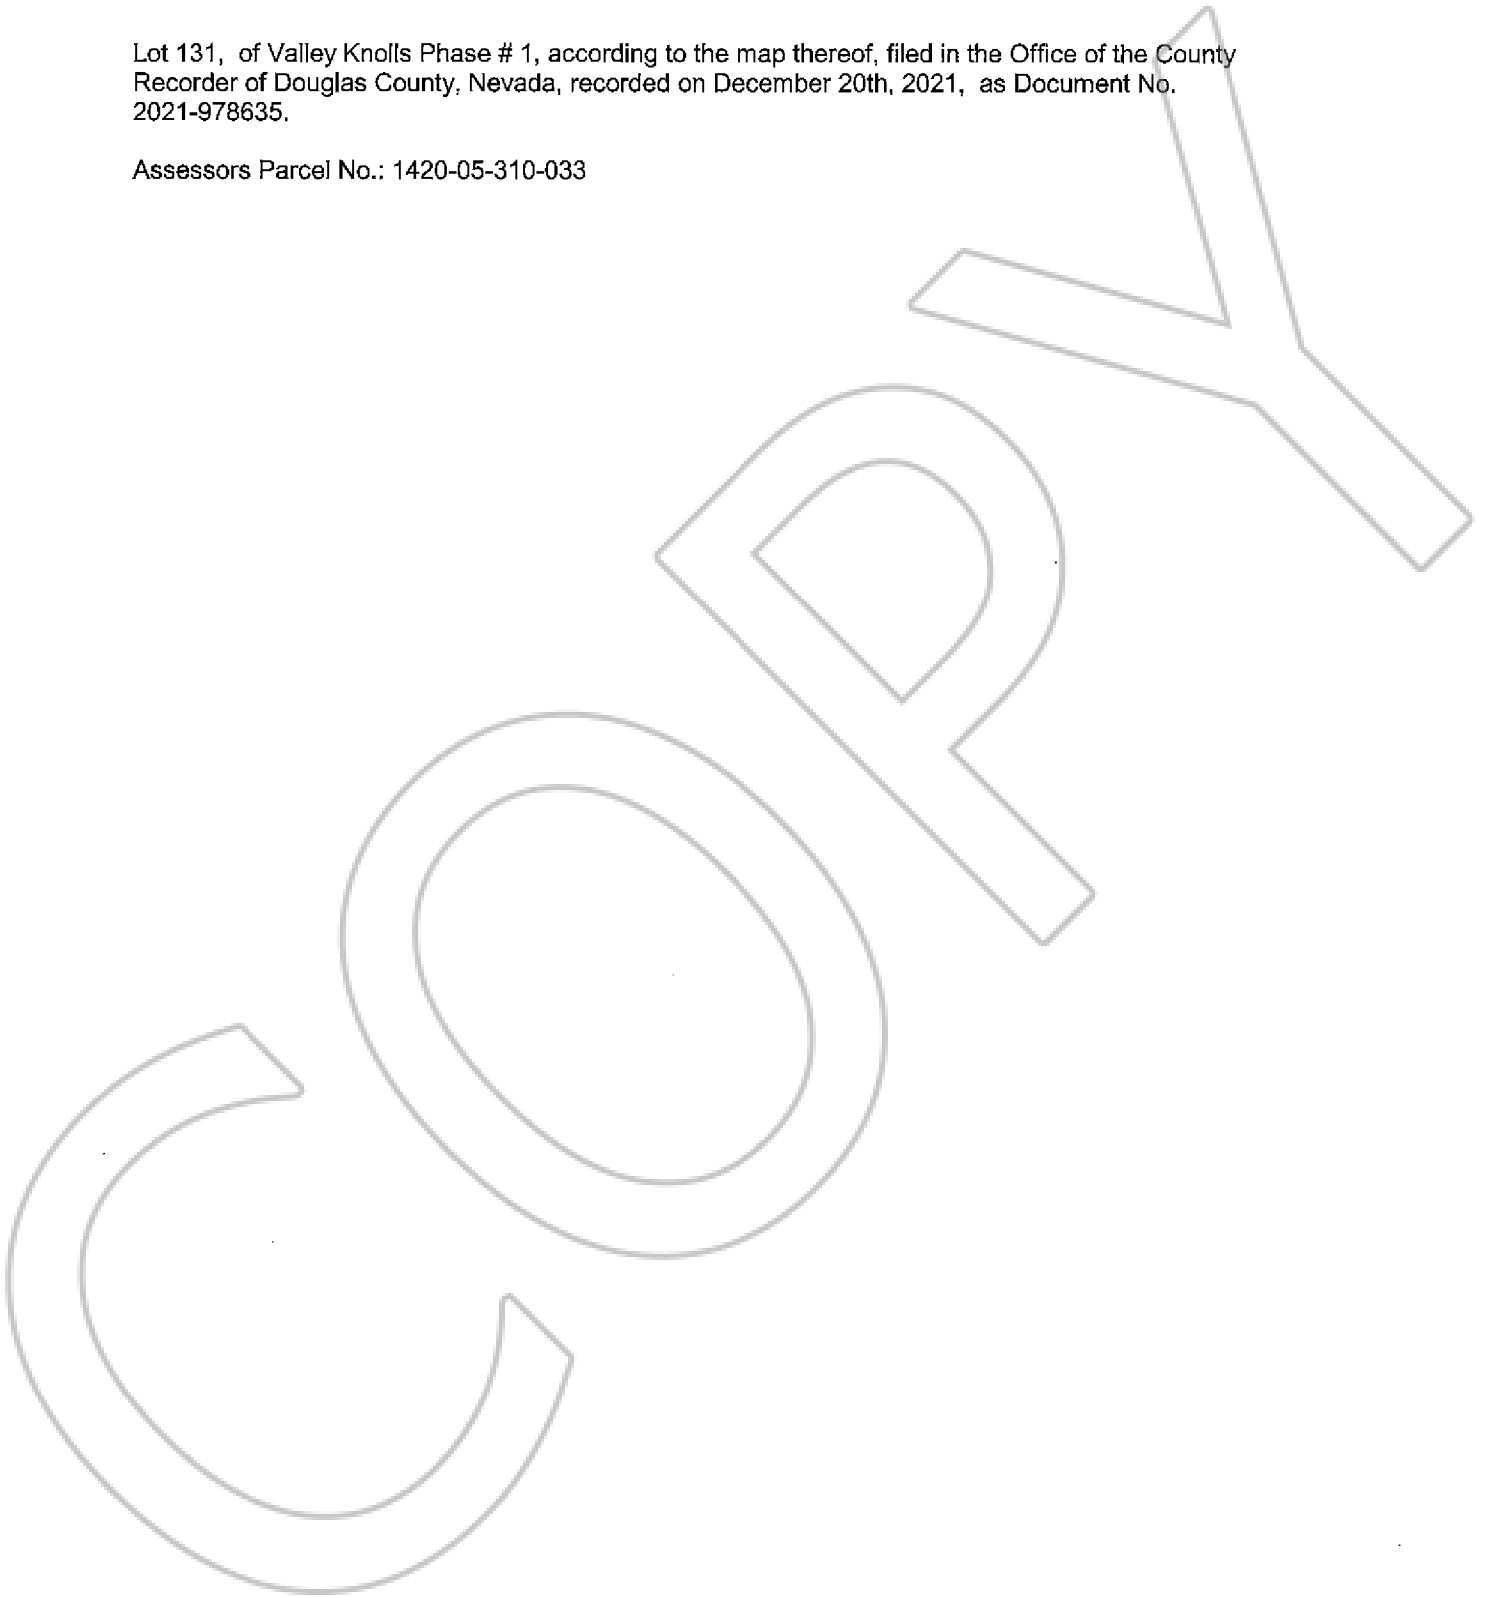 Lot 131,  of Valley Knolls Phase # 1, according to the map thereof, filed in the Office of the County
Recorder of Douglas County, Nevada, recorded on December 20th, 2021,  as Document No.
2021-978635.
Assessors Parcel No.: 1420-05-310-033
COPY